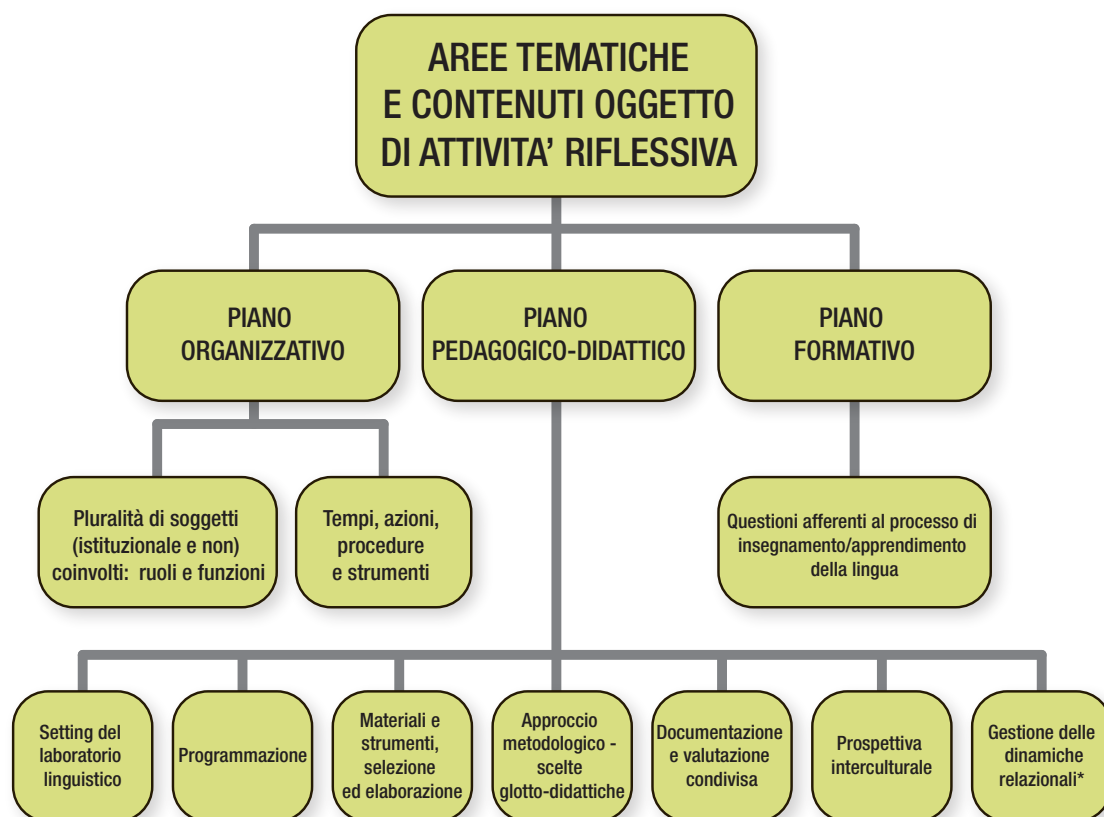 AREE TEMATICHE
E CONTENUTI OGGETTO
DI ATTIVITA’ RIFLESSIVA
PIANO
ORGANIZZATIVO
PIANO
PEDAGOGICO-DIDATTICO
PIANO
FORMATIVO
Pluralità di soggetti
(istituzionale e non)
coinvolti: ruoli e funzioni
Tempi, azioni,
procedure
e strumenti
Questioni afferenti al processo di
insegnamento/apprendimento
della lingua
Setting del
laboratorio
linguistico
Programmazione
Materiali e
strumenti,
selezione
ed elaborazione
Approccio
metodologico -
scelte
glotto-didattiche
Documentazione
e valutazione
condivisa
Prospettiva
interculturale
Gestione delle
dinamiche
relazionali*